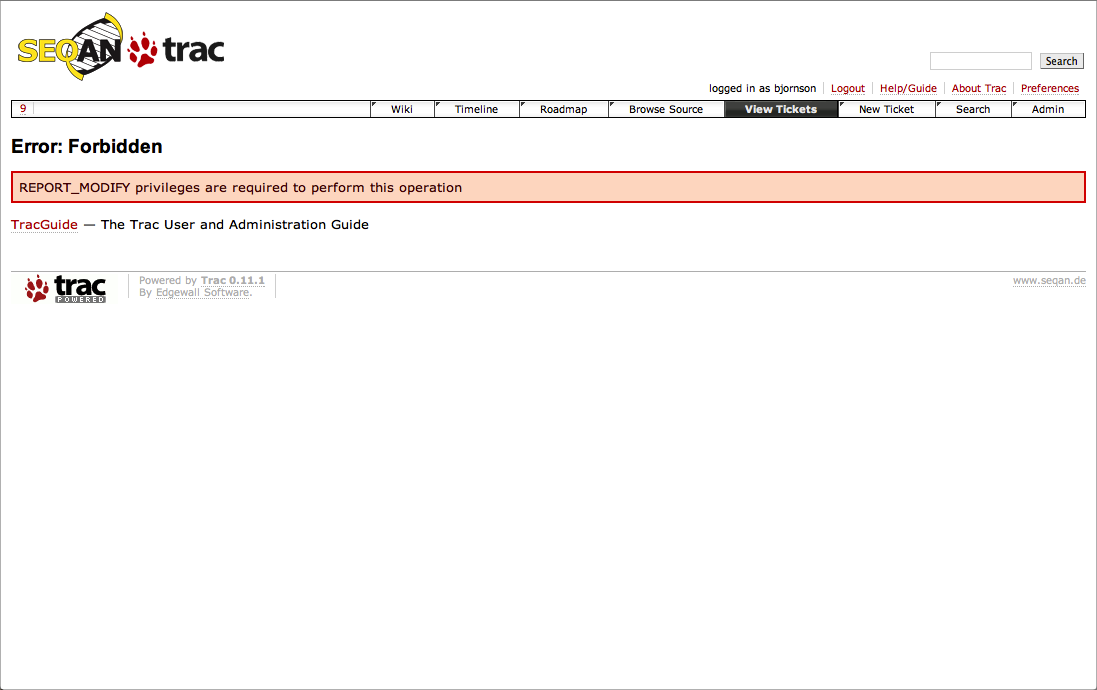 SEQAN trac
Search
logged in as bjornson Logout Help/Guide About Trac Preferences
9 Wiki Timeline Roadmap Browse Source View Tickets New Ticket Search Admin
Error: Forbidden
REPORT_MODIFY privileges are required to perform this operation
TracGuide — The Trac User and Administration Guide
trac POWERED
Powered by Trac 0.11.1
By Edgewall Software.
www.seqan.de